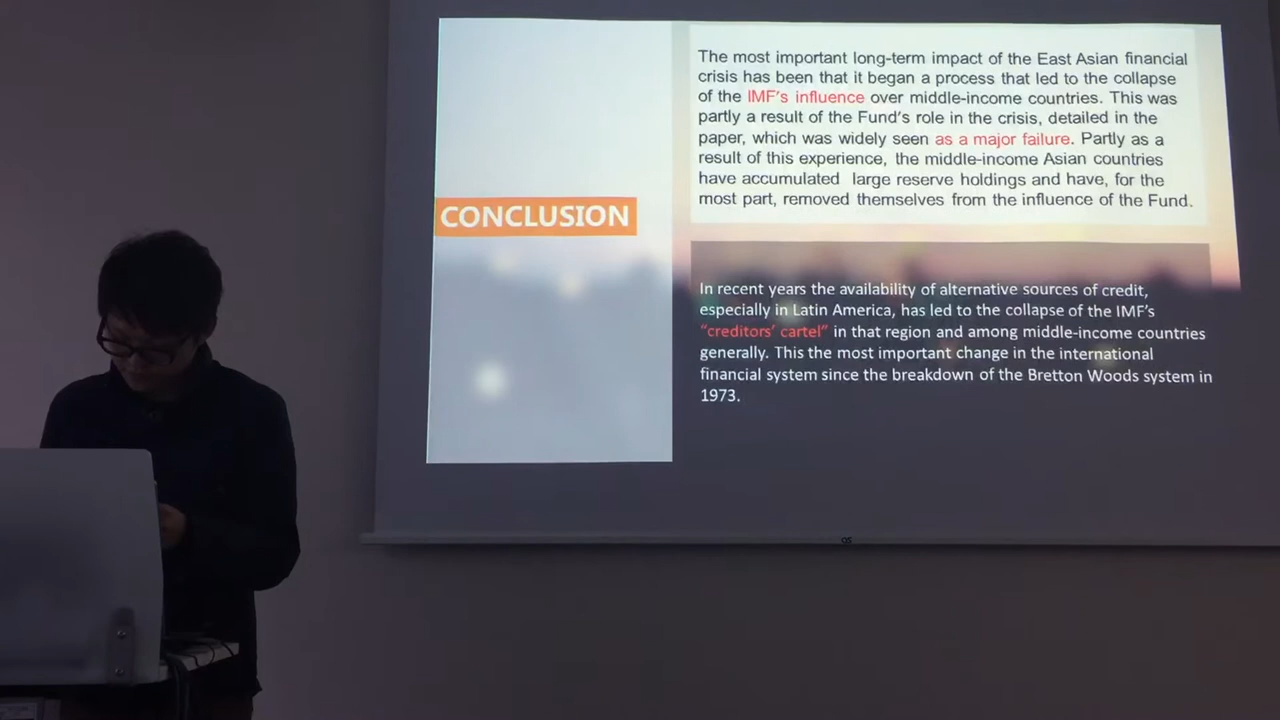 CONCLUSION
The most important long-term impact of the East Asian financial
crisis has been that it began a process that led to the collapse
of the IMF's influence over middle-income countries. This was
partly a result of the Fund's role in the crisis, detailed in the
paper, which was widely seen as a major failure. Partly as a
result of this experience, the middle-income Asian countries
have accumulated large reserve holdings and have, for the
most part, removed themselves from the influence of the Fund.
In recent years the availability of alternative sources of credit,
especially in Latin America, has led to the collapse of the IMF's
“creditors' cartel” in that region and among middle-income countries
generally. This the most important change in the international
financial system since the breakdown of the Bretton Woods system in
1973.